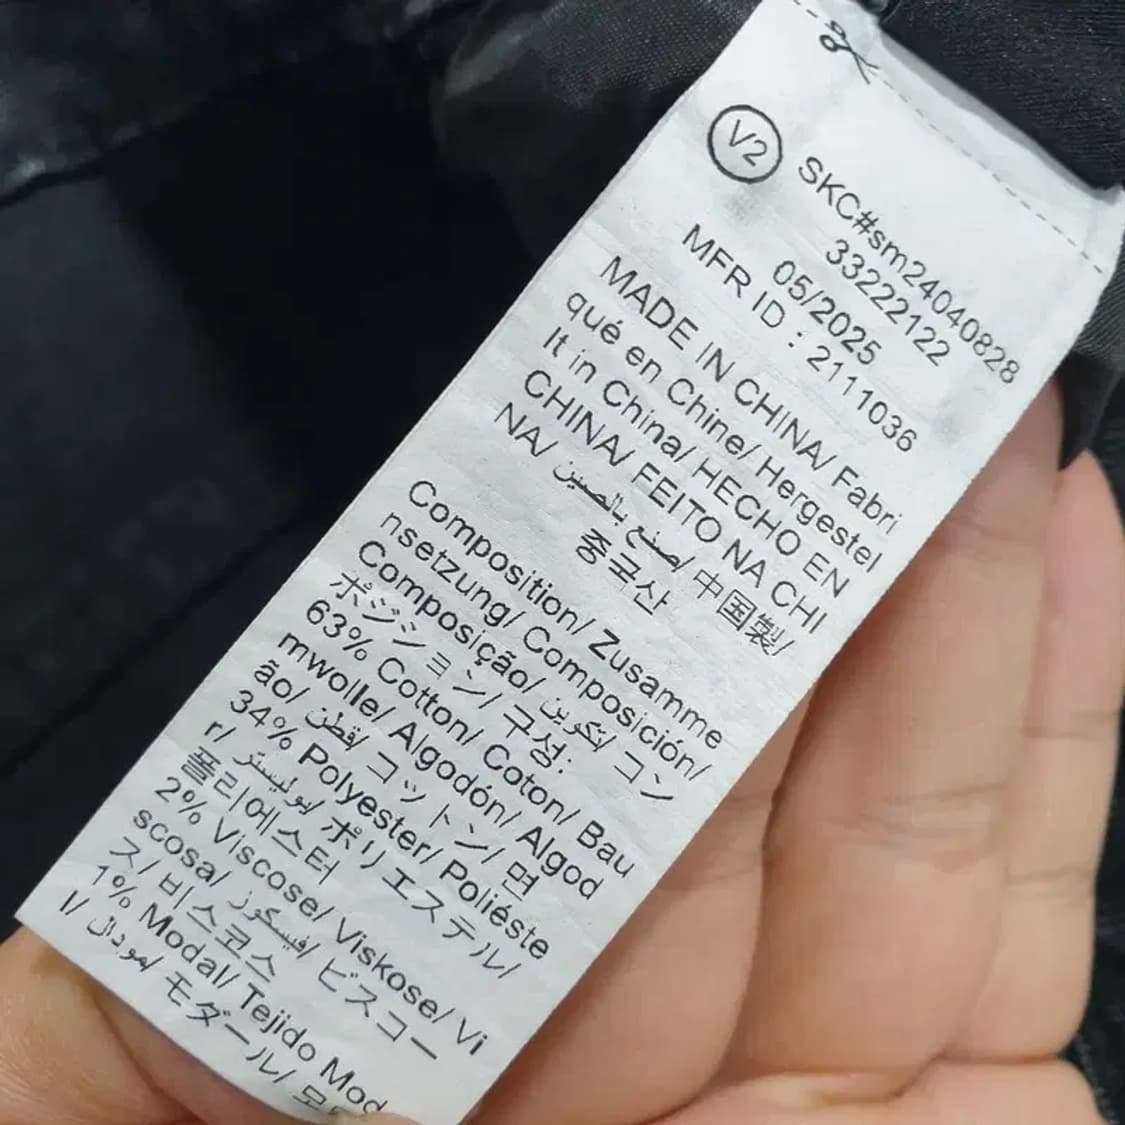 V2 SKC#sm24040828
33222122
05/2025
MFR ID : 2111036
MADE IN CHINA/ Fabri
qué en Chine/ Hergestel
lt in China/ HECHO EN
CHINA/ FEITO NA CHI
NA/ صنع بالصين/ 中国製/
중국산
Composition/ Zusamme
nsetzung/ Composición/
Composição/ تكوين/ コン
ポジション/ 구성:
63% Cotton/ Coton/ Bau
mwolle/ Algodón/ Algod
ão/ قطن/ コットン/ 면
34% Polyester/ Poliéste
r/ بوليستر/ ポリエステル/
폴리에스터
2% Viscose/ Viskose/ Vi
scosa/ فيسكوز/ ビスコー
ス/ 비스코스
1% Modal/ Tejido Mod
l/ مودال/ モダール/